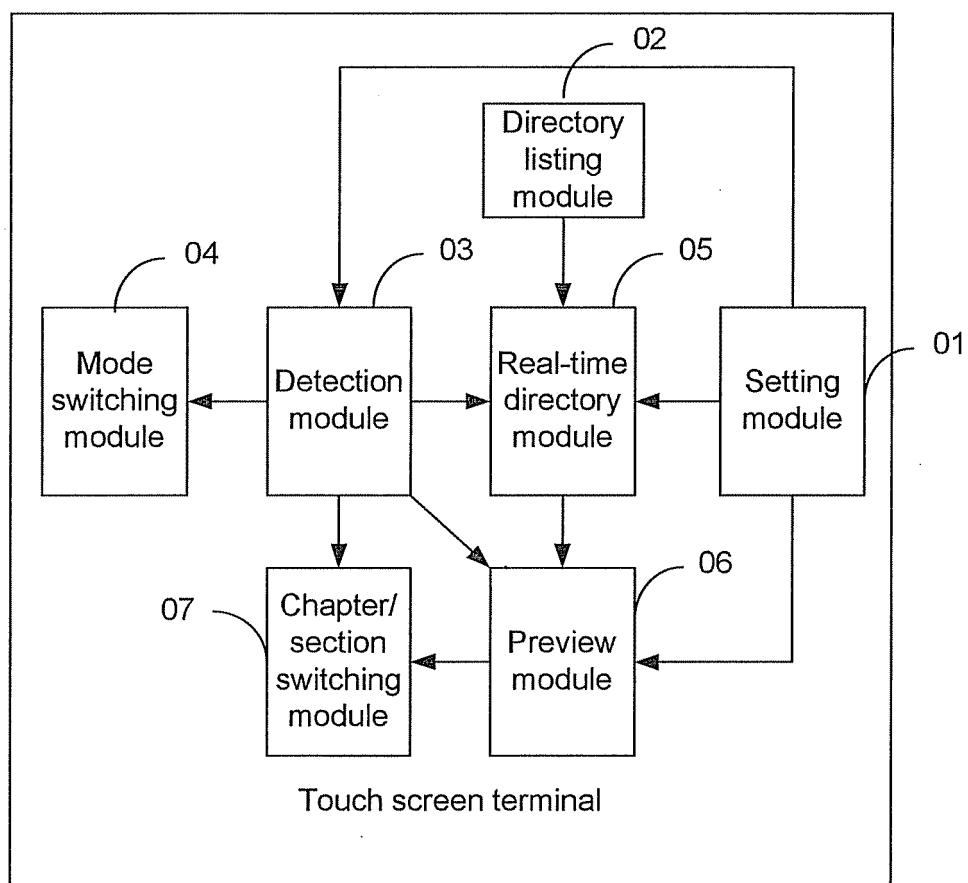 02
Directory
listing
module
04
03
05
01
Mode
switching
module
Detection
module
Real-time
directory
module
Setting
module
07
06
Chapter/
section
switching
module
Preview
module
Touch screen terminal